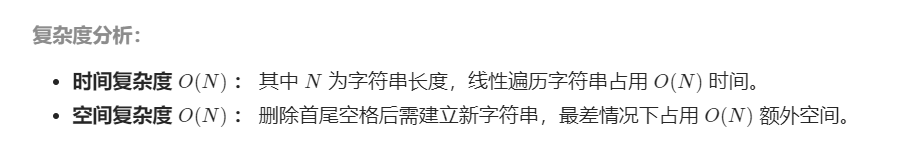 复杂度分析：
• 时间复杂度 O(N) ： 其中 N 为字符串长度，线性遍历字符串占用 O(N) 时间。
• 空间复杂度 O(N) ： 删除首尾空格后需建立新字符串，最差情况下占用 O(N) 额外空间。